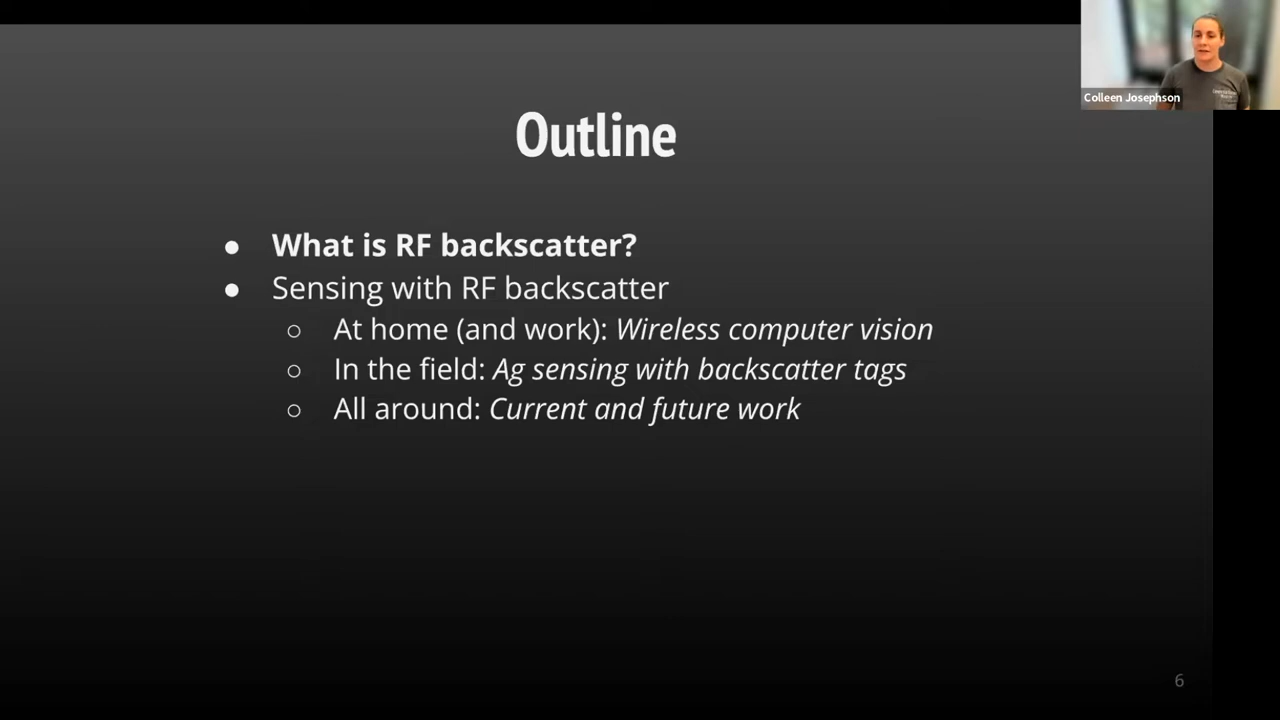 Colleen Josephson
Outline
● What is RF backscatter?
● Sensing with RF backscatter
○ At home (and work): Wireless computer vision
○ In the field: Ag sensing with backscatter tags
○ All around: Current and future work
6